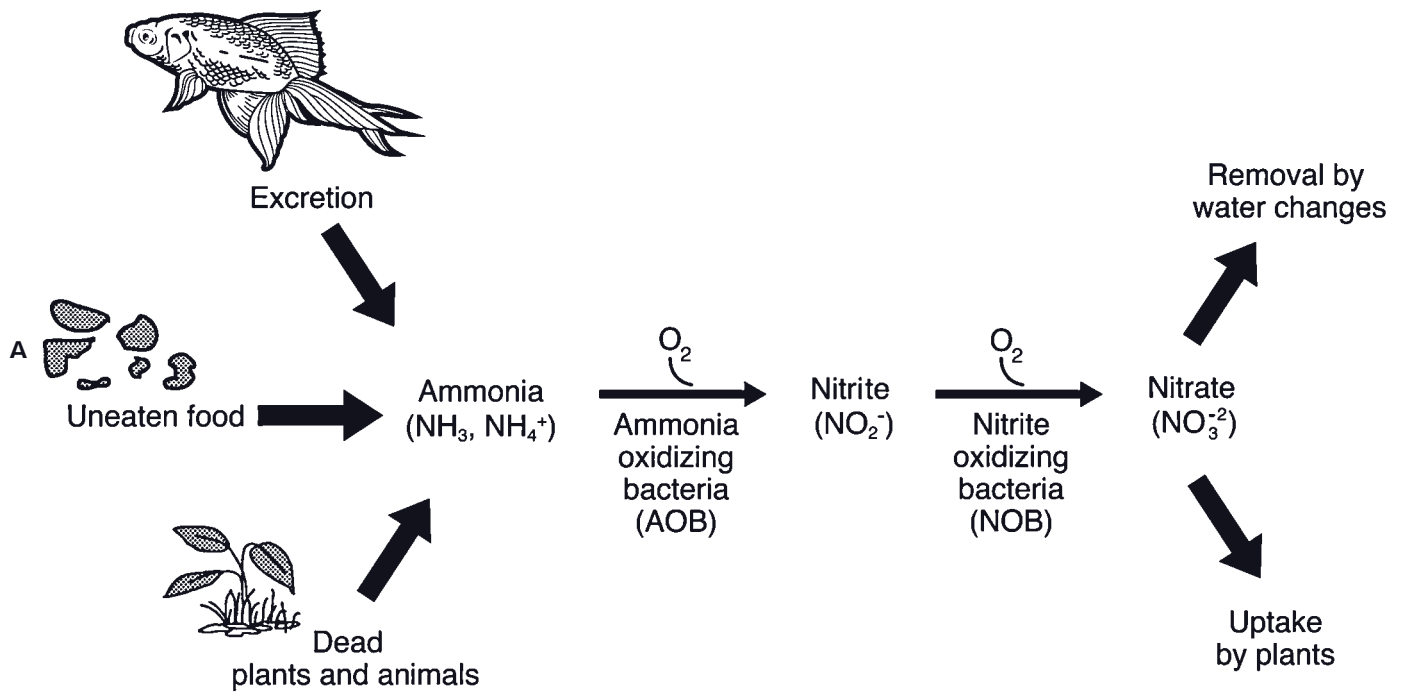 Excretion
Removal by
water changes
A
Uneaten food
Ammonia
(NH₃, NH₄⁺)
O₂
Ammonia
oxidizing
bacteria
(AOB)
Nitrite
(NO₂⁻)
O₂
Nitrite
oxidizing
bacteria
(NOB)
Nitrate
(NO₃⁻²)
Dead
plants and animals
Uptake
by plants